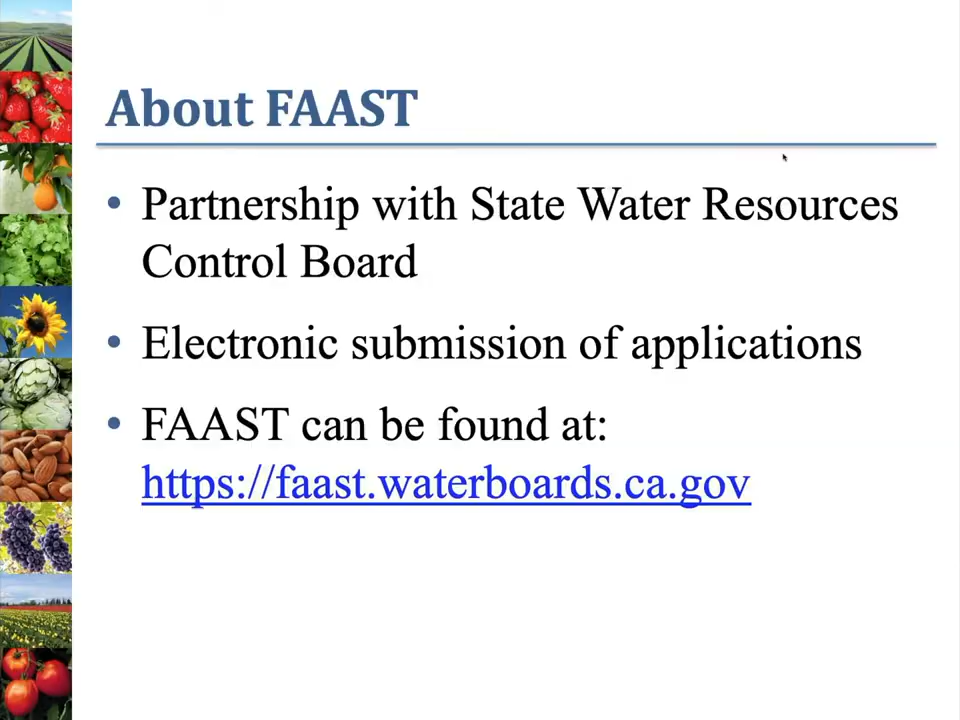 About FAAST
• Partnership with State Water Resources
Control Board
• Electronic submission of applications
• FAAST can be found at:
https://faast.waterboards.ca.gov